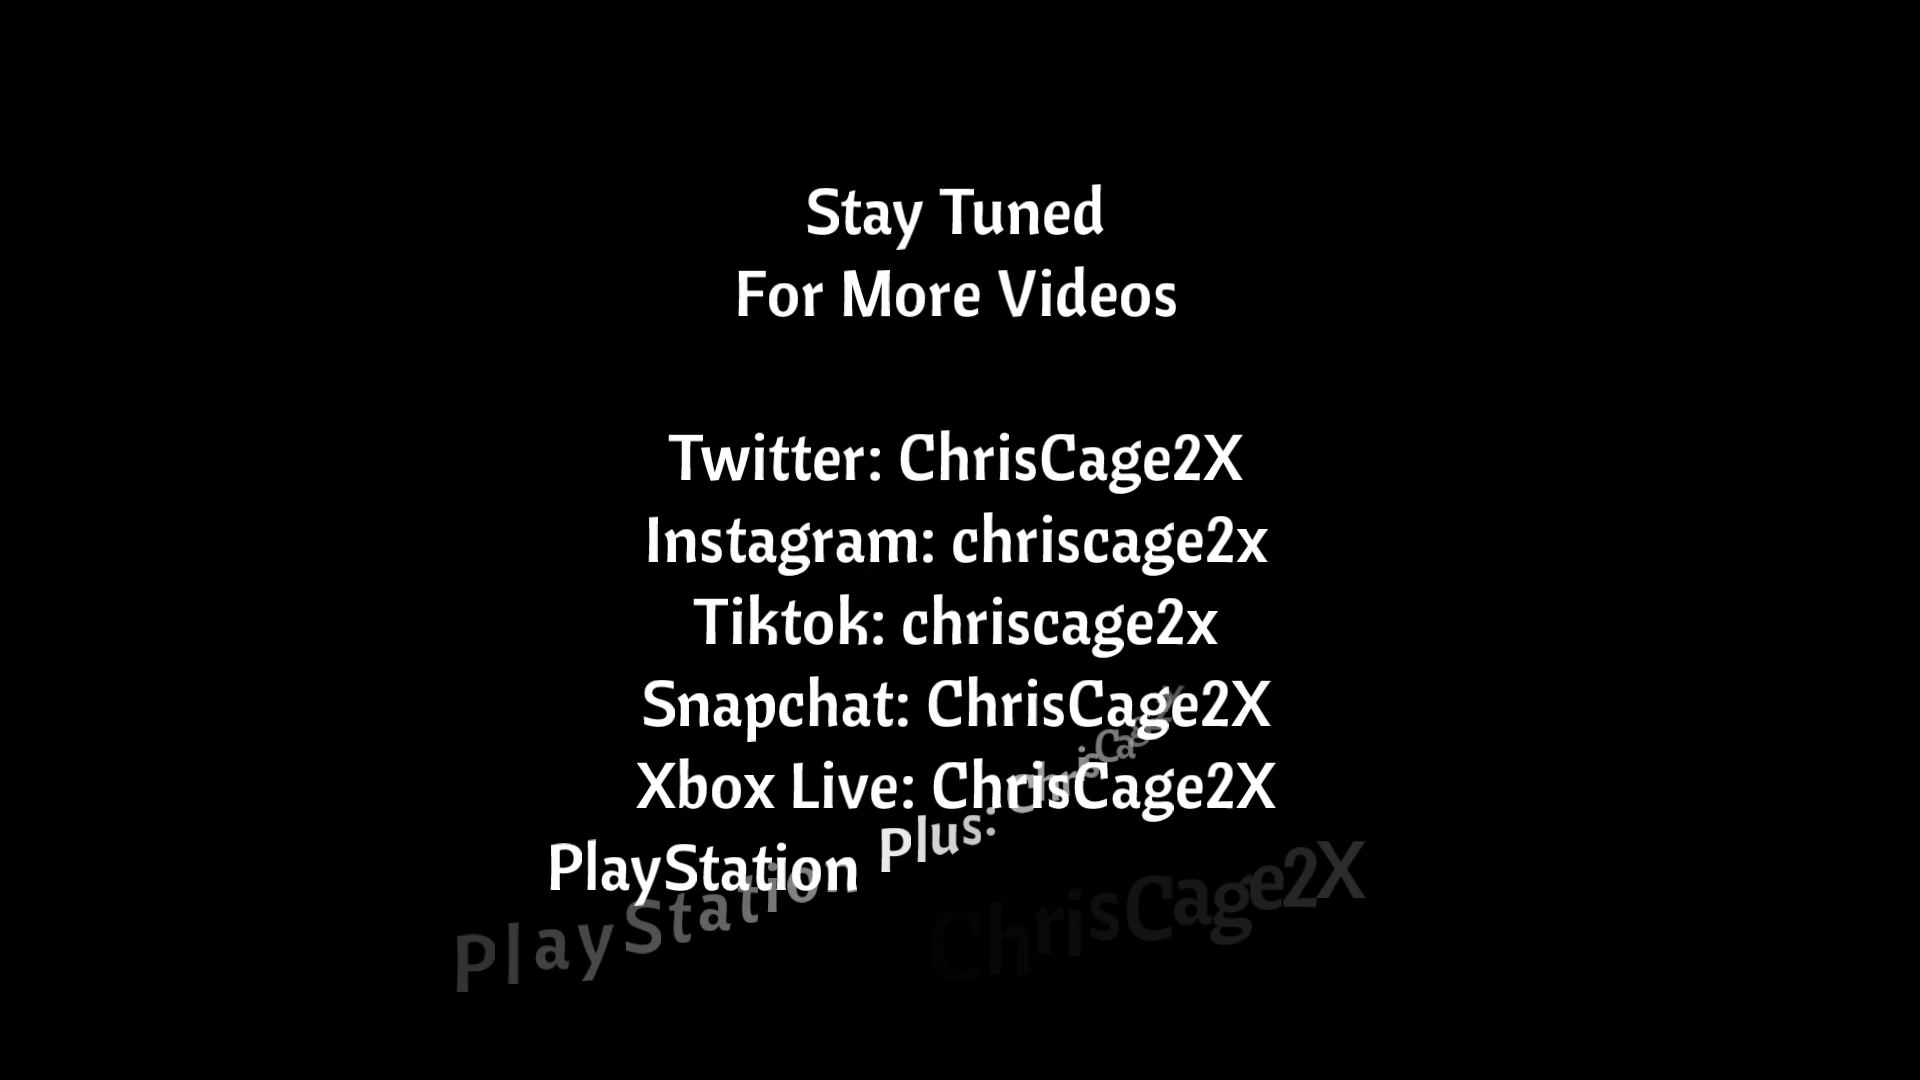 Stay Tuned
For More Videos
Twitter: ChrisCage2X
Instagram: chriscage2x
Tiktok: chriscage2x
Snapchat: ChrisCage2X
Xbox Live: ChrisCage2X
PlayStation Plus: ChrisCage2X
PlayStation ChrisCage2X